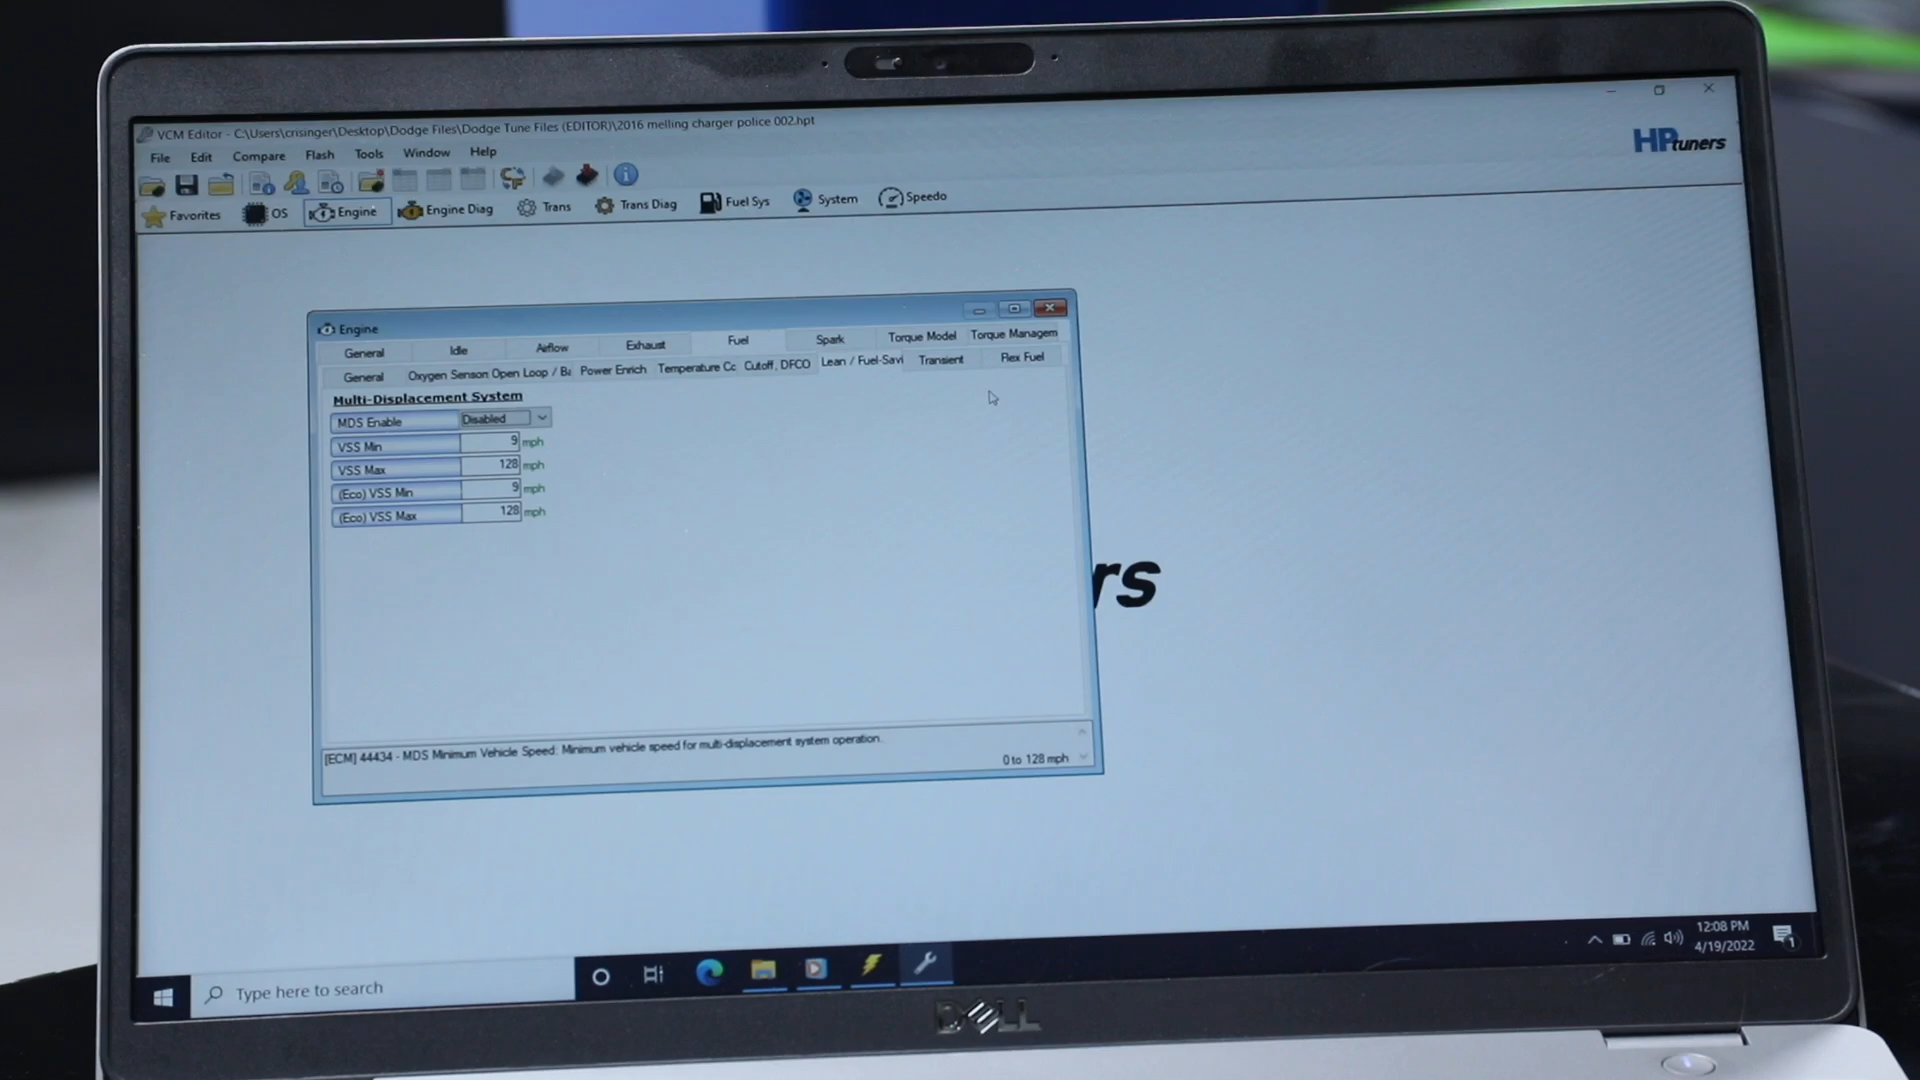 VCM Editor - C:\Users\crisinger\Desktop\Dodge Files\Dodge Tune Files (EDITOR)\2016 melling charger police 002.hpt
HPtuners
File Edit Compare Flash Tools Window Help
Favorites OS Engine Engine Diag Trans Trans Diag Fuel Sys System Speedo
Engine
General Idle Airflow Exhaust Fuel Spark Torque Model Torque Managem
General Oxygen Sensor Open Loop / Ba Power Enrich Temperature Cc Cutoff, DFCO Lean / Fuel-Savi Transient Flex Fuel
Multi-Displacement System
MDS Enable Disabled
VSS Min 9 mph
VSS Max 128 mph
(Eco) VSS Min 9 mph
(Eco) VSS Max 128 mph
rs
[ECM] 44434 - MDS Minimum Vehicle Speed: Minimum vehicle speed for multi-displacement system operation.
0 to 128 mph
Type here to search
12:08 PM
4/19/2022
1
DELL